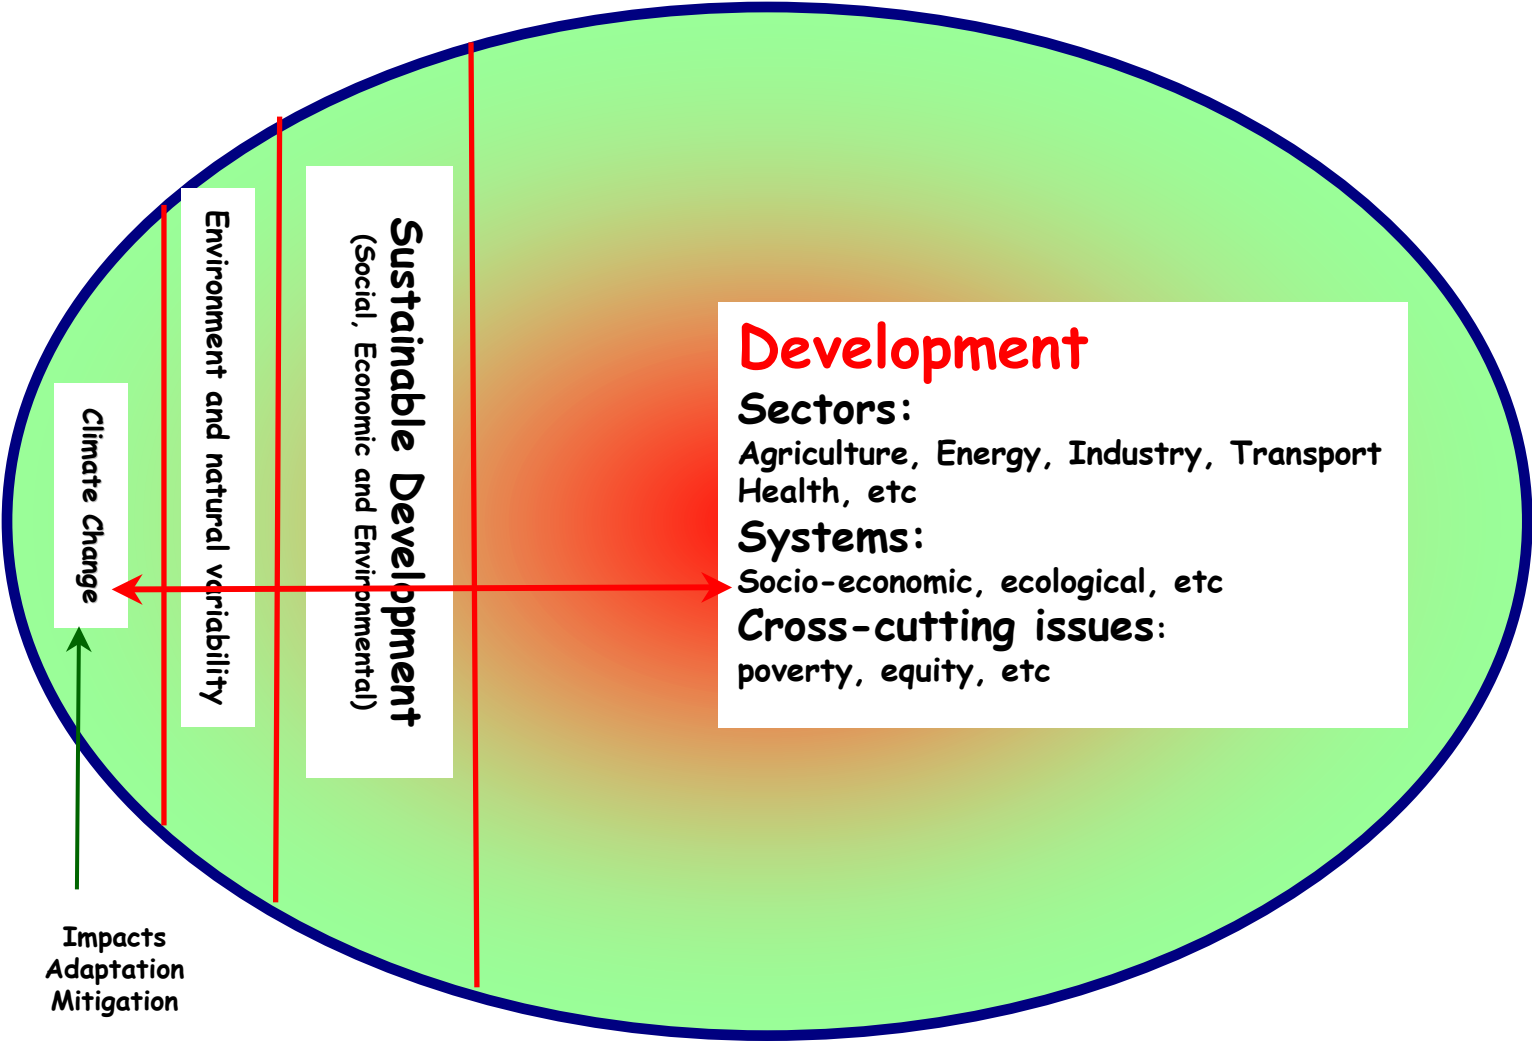 Climate Change
Environment and natural variability
Sustainable Development
(Social, Economic and Environmental)
Development
Sectors:
Agriculture, Energy, Industry, Transport
Health, etc
Systems:
Socio-economic, ecological, etc
Cross-cutting issues:
poverty, equity, etc
Impacts
Adaptation
Mitigation